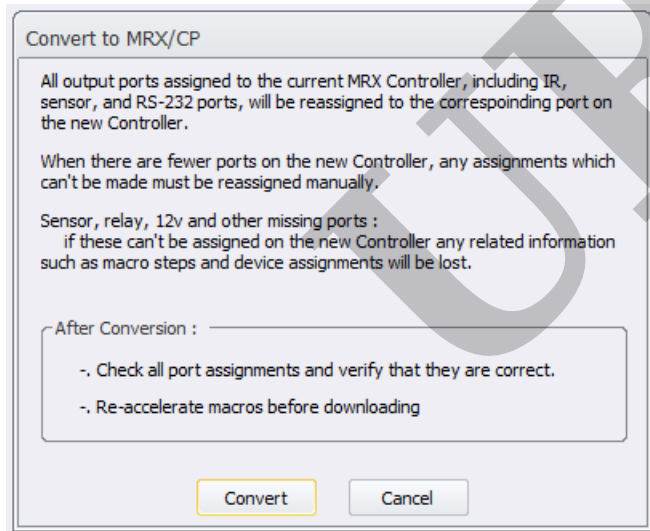 Convert to MRX/CP
All output ports assigned to the current MRX Controller, including IR,
sensor, and RS-232 ports, will be reassigned to the correspoinding port on
the new Controller.
When there are fewer ports on the new Controller, any assignments which
can't be made must be reassigned manually.
Sensor, relay, 12v and other missing ports :
if these can't be assigned on the new Controller any related information
such as macro steps and device assignments will be lost.
After Conversion :
-. Check all port assignments and verify that they are correct.
-. Re-accelerate macros before downloading
Convert Cancel